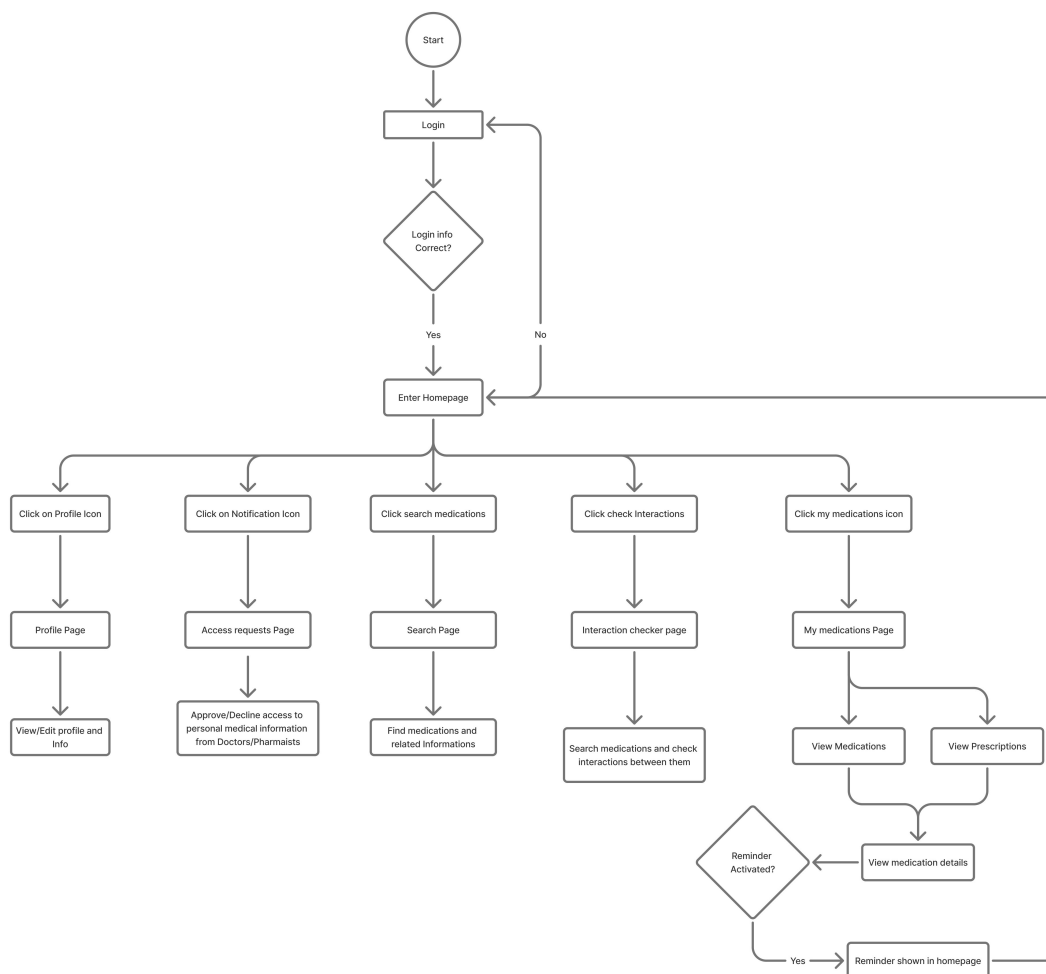 Start
Login
Login info
Correct?
Yes
No
Enter Homepage
Click on Profile Icon
Click on Notification Icon
Click search medications
Click check Interactions
Click my medications icon
Profile Page
Access requests Page
Search Page
Interaction checker page
My medications Page
View/Edit profile and
Info
Approve/Decline access to
personal medical information
from Doctors/Pharmaists
Find medications and
related Informations
Search medications and check
interactions between them
View Medications
View Prescriptions
Reminder
Activated?
View medication details
Yes
Reminder shown in homepage